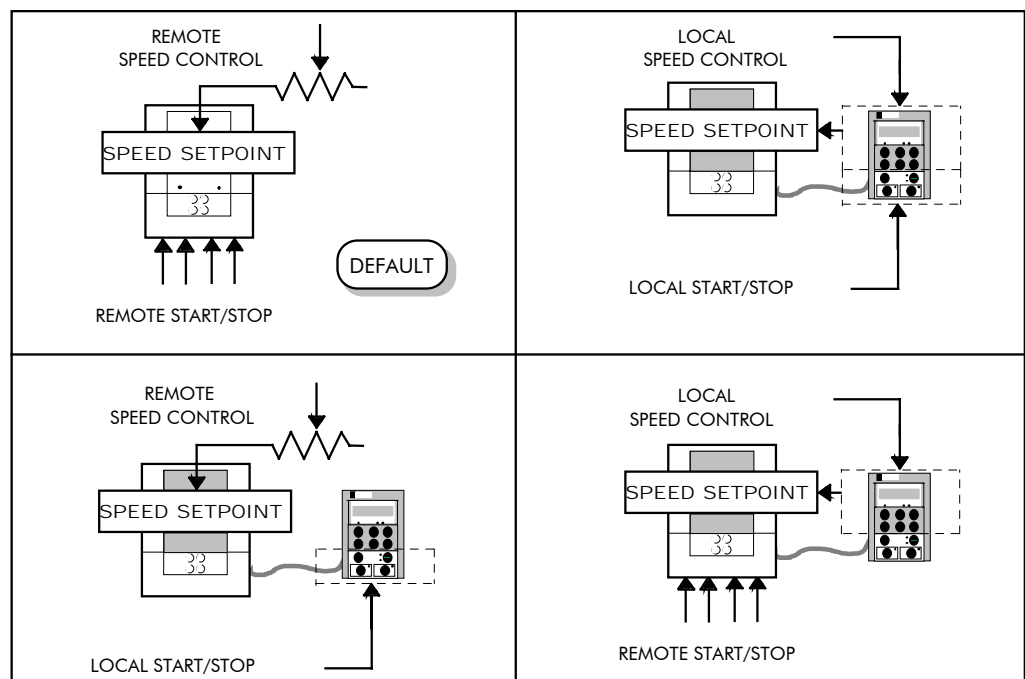 REMOTE
SPEED CONTROL
SPEED SETPOINT
DEFAULT
REMOTE START/STOP
LOCAL
SPEED CONTROL
SPEED SETPOINT
LOCAL START/STOP
REMOTE
SPEED CONTROL
SPEED SETPOINT
LOCAL START/STOP
LOCAL
SPEED CONTROL
SPEED SETPOINT
REMOTE START/STOP